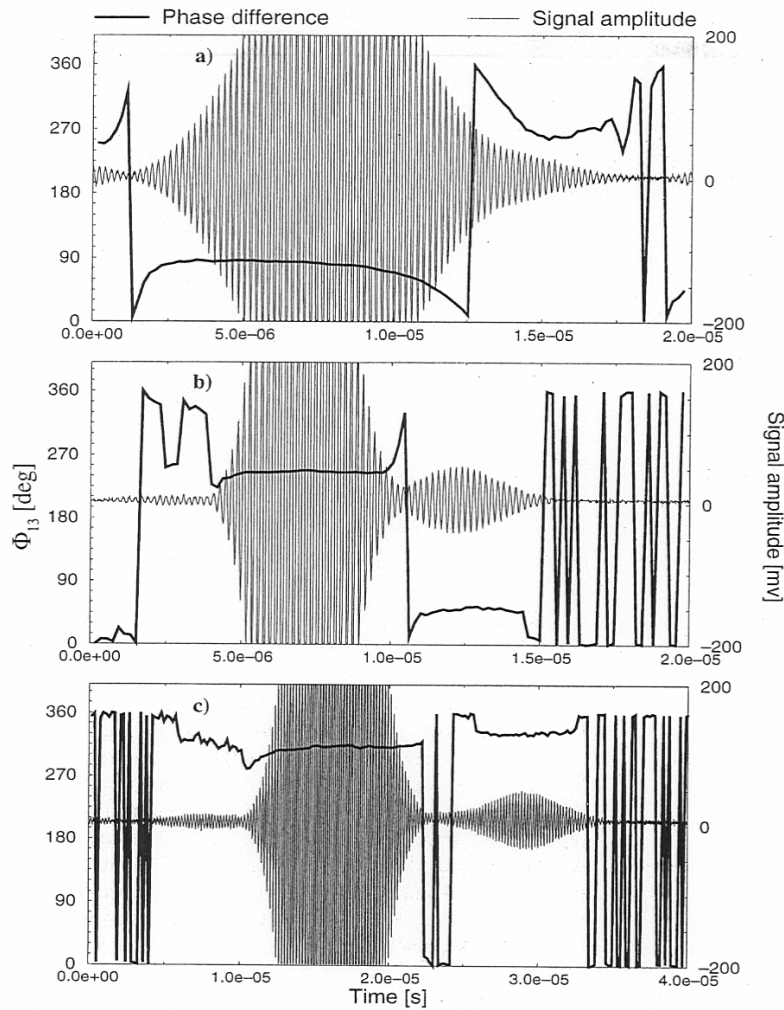 Phase difference
Signal amplitude
a)
360
270
180
90
0
200
0
−200
0.0e+00
5.0e−06
1.0e−05
1.5e−05
2.0e−05
b)
360
270
180
90
0
200
0
−200
0.0e+00
5.0e−06
1.0e−05
1.5e−05
2.0e−05
Φ13 [deg]
Signal amplitude [mv]
c)
360
270
180
90
0
200
0
−200
0.0e+00
1.0e−05
2.0e−05
3.0e−05
4.0e−05
Time [s]